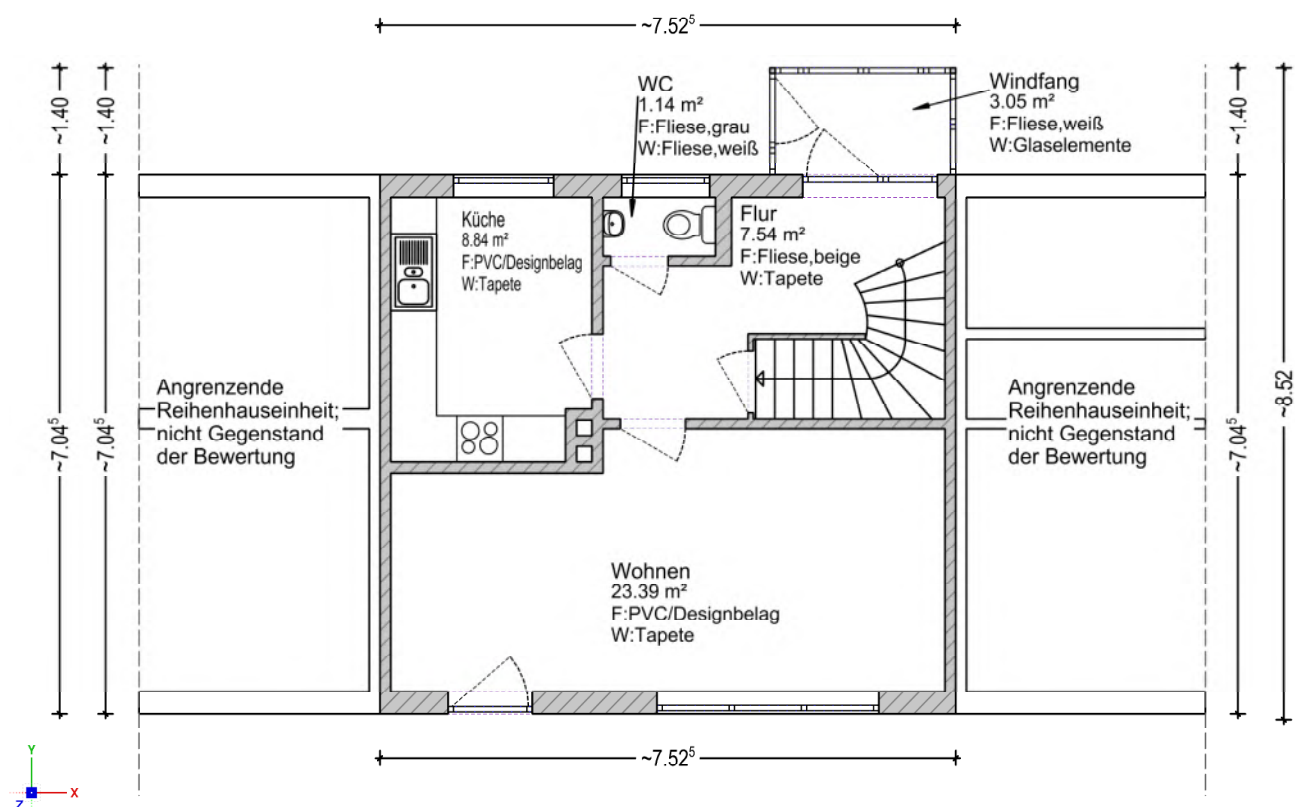 ~7.52⁵
~1.40
~1.40
WC
1.14 m²
F:Fliese,grau
W:Fliese,weiß
Windfang
3.05 m²
F:Fliese,weiß
W:Glaselemente
~1.40
Küche
8.84 m²
F:PVC/Designbelag
W:Tapete
Flur
7.54 m²
F:Fliese,beige
W:Tapete
~8.52
Angrenzende
Reihenhauseinheit;
nicht Gegenstand
der Bewertung
Angrenzende
Reihenhauseinheit;
nicht Gegenstand
der Bewertung
~7.04⁵
~7.04⁵
~7.04⁵
Wohnen
23.39 m²
F:PVC/Designbelag
W:Tapete
~7.52⁵
Y
X
Z